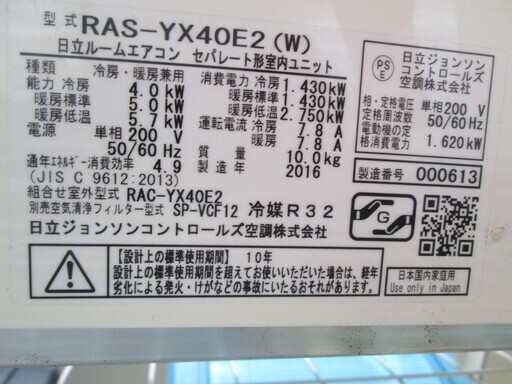 型式 RAS-YX40E2 (W)
日立ルームエアコン セパレート形室内ユニット
種類 冷房・暖房兼用
能力 冷房 4.0 kW
暖房標準 5.0 kW
暖房低温 5.7 kW
電源 単相 200 V
50/60 Hz
通年エネルギー消費効率 4.9
(JIS C 9612:2013)
消費電力 冷房 1.430 kW
暖房標準 1.430 kW
暖房低温 2.750 kW
運転電流 冷房 7.8 A
暖房 7.8 A
質量 10.0 kg
製造年 2016
組合せ室外型式 RAC-YX40E2
別売空気清浄フィルター型式 SP-VCF12 冷媒R32
日立ジョンソンコントロールズ空調株式会社
PS
E
日立ジョンソン
コントロールズ
空調株式会社
相・定格電圧 単相200 V
定格周波数 50/60 Hz
電動機の定
格消費電力 1.620 kW
製造番号 000613
G
【設計上の標準使用期間】 10年
設計上の標準使用期間を超えてお使いいただいた場合は、経年
劣化による発火・けがなどの事故にいたるおそれがあります。
日本国内家庭用
Use only in Japan